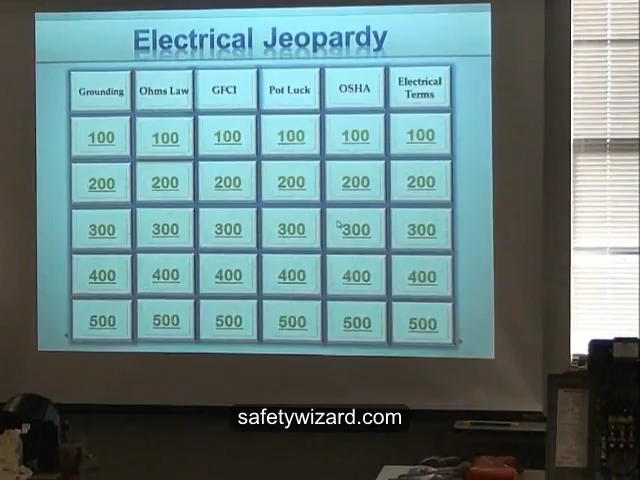 Electrical Jeopardy
Grounding Ohms Law GFCI Pot Luck OSHA Electrical Terms
100 100 100 100 100 100
200 200 200 200 200 200
300 300 300 300 300 300
400 400 400 400 400 400
500 500 500 500 500 500
safetywizard.com